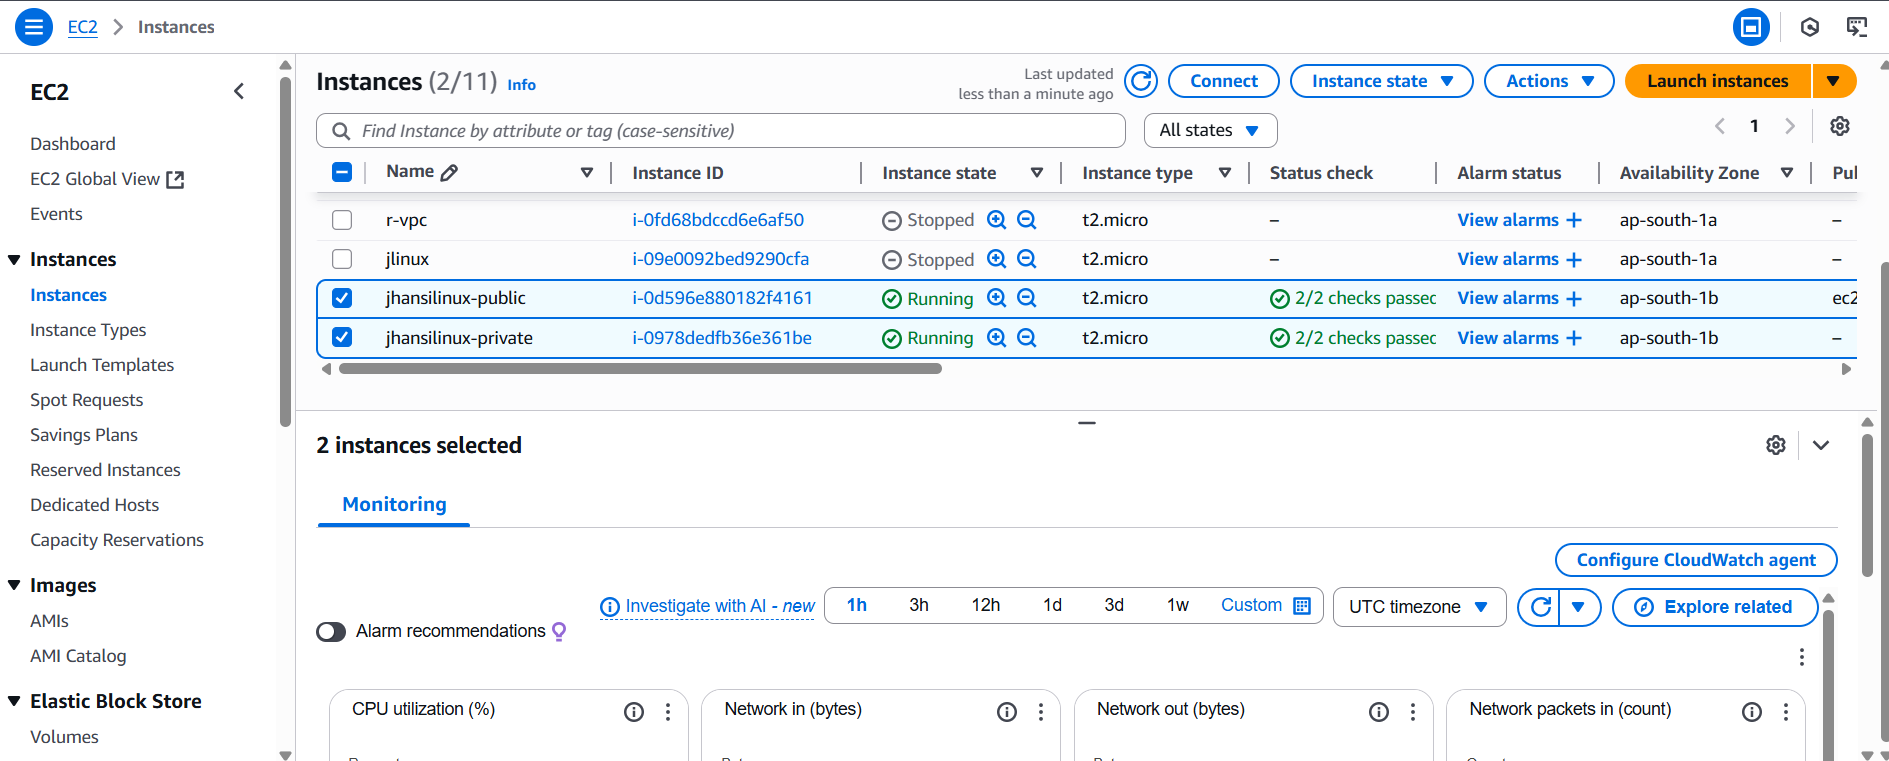 EC2 > Instances
EC2
Dashboard
EC2 Global View
Events
Instances
Instances
Instance Types
Launch Templates
Spot Requests
Savings Plans
Reserved Instances
Dedicated Hosts
Capacity Reservations
Images
AMIs
AMI Catalog
Elastic Block Store
Volumes
Instances (2/11) Info
Last updated
less than a minute ago
Connect
Instance state
Actions
Launch instances
Find Instance by attribute or tag (case-sensitive)
All states
1
Name Instance ID Instance state Instance type Status check Alarm status Availability Zone Pul
r-vpc i-0fd68bdccd6e6af50 Stopped t2.micro – View alarms + ap-south-1a –
jlinux i-09e0092bed9290cfa Stopped t2.micro – View alarms + ap-south-1a –
jhansilinux-public i-0d596e880182f4161 Running t2.micro 2/2 checks passed View alarms + ap-south-1b ec2
jhansilinux-private i-0978dedfb36e361be Running t2.micro 2/2 checks passed View alarms + ap-south-1b –
2 instances selected
Monitoring
Configure CloudWatch agent
Alarm recommendations
Investigate with AI - new
1h 3h 12h 1d 3d 1w Custom
UTC timezone
Explore related
CPU utilization (%)
Network in (bytes)
Network out (bytes)
Network packets in (count)